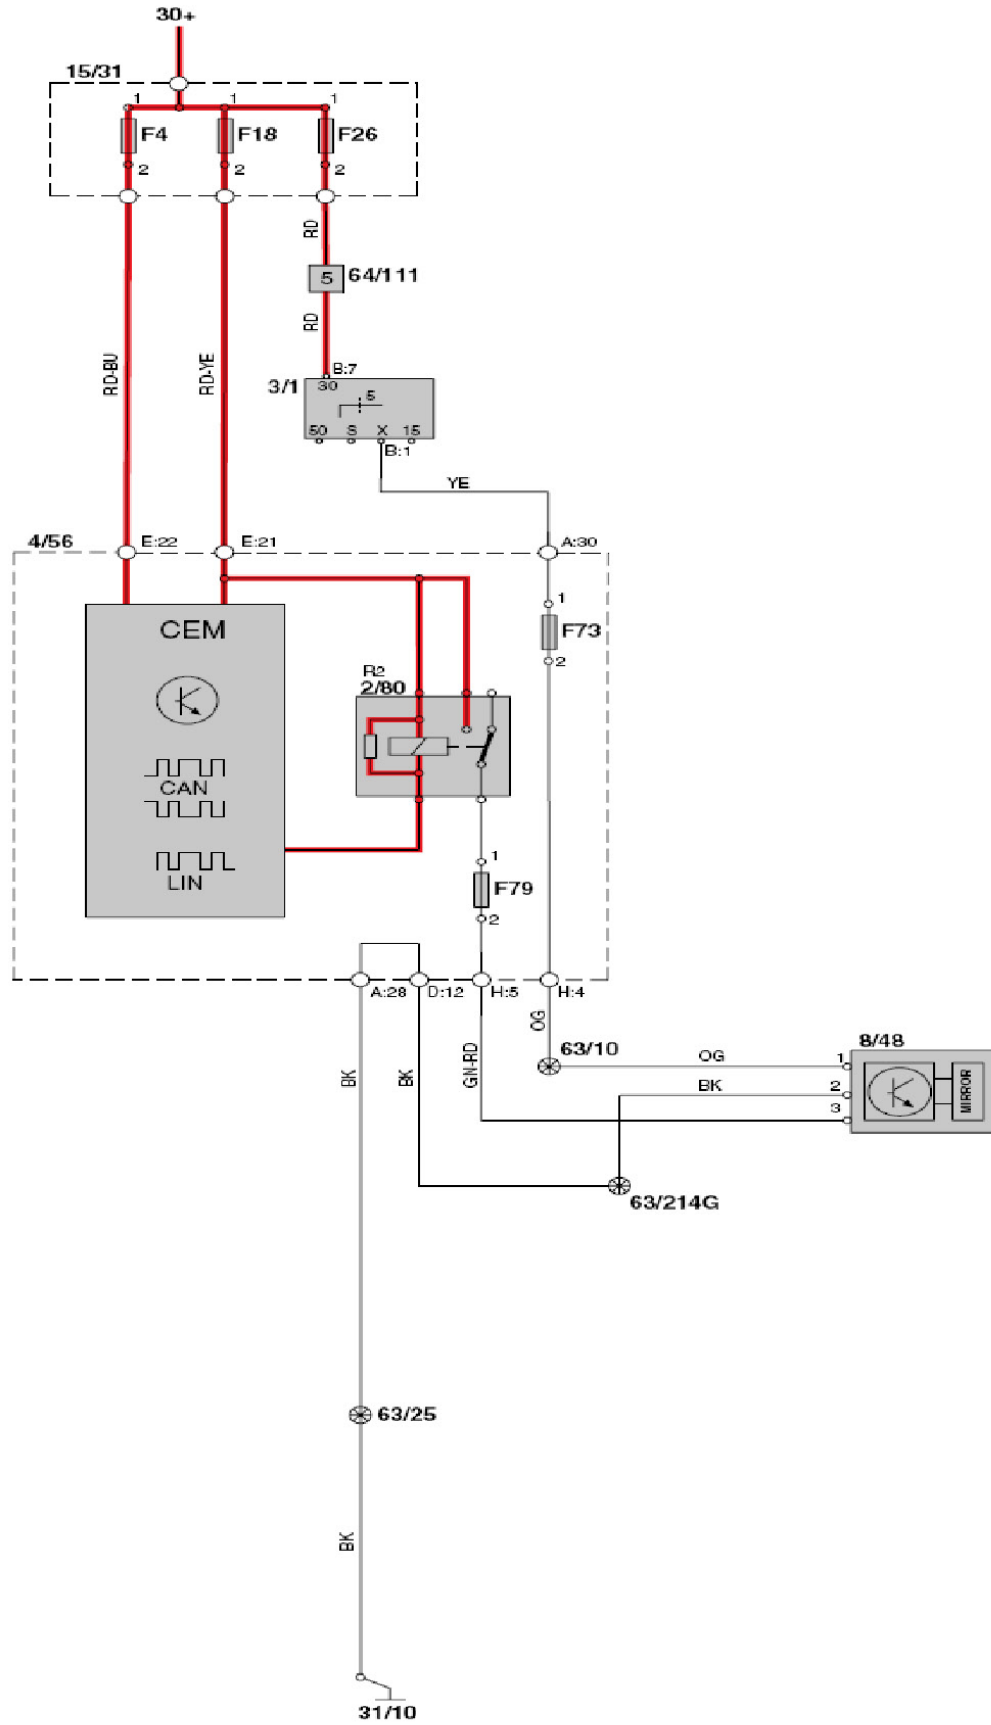 30+
15/31
1 1 1
F4 F18 F26
2 2 2
RD
5 64/111
RD
RD-BU RD-YE
B:7
3/1 30
5
50 S X 15
B:1
YE
4/56 E:22 E:21 A:30
1
CEM F73
2
R2
2/80
CAN
LIN
1
F79
2
A:28 D:12 H:5 H:4
OG
63/10 OG 1 8/48
BK BK GN-RD BK 2
3 MIRROR
63/214G
63/25
BK
31/10